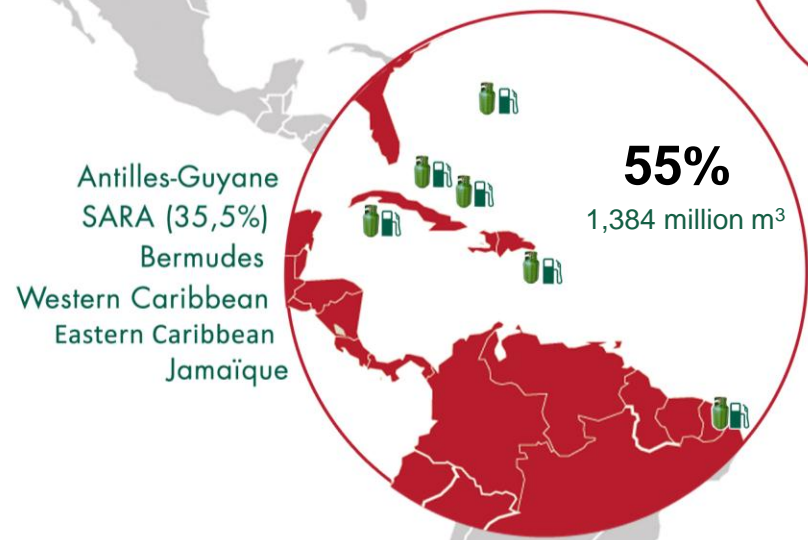 Antilles-Guyane
SARA (35,5%)
Bermudes
Western Caribbean
Eastern Caribbean
Jamaïque
55%
1,384 million m³